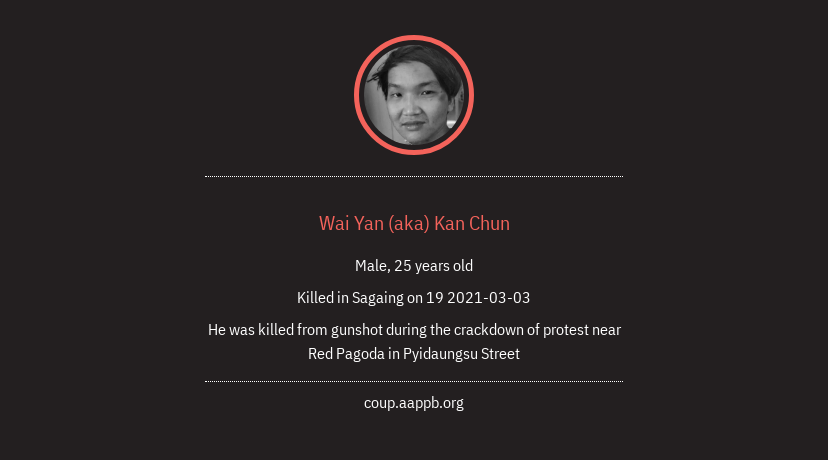 Wai Yan (aka) Kan Chun
Male, 25 years old
Killed in Sagaing on 19 2021-03-03
He was killed from gunshot during the crackdown of protest near
Red Pagoda in Pyidaungsu Street
coup.aappb.org